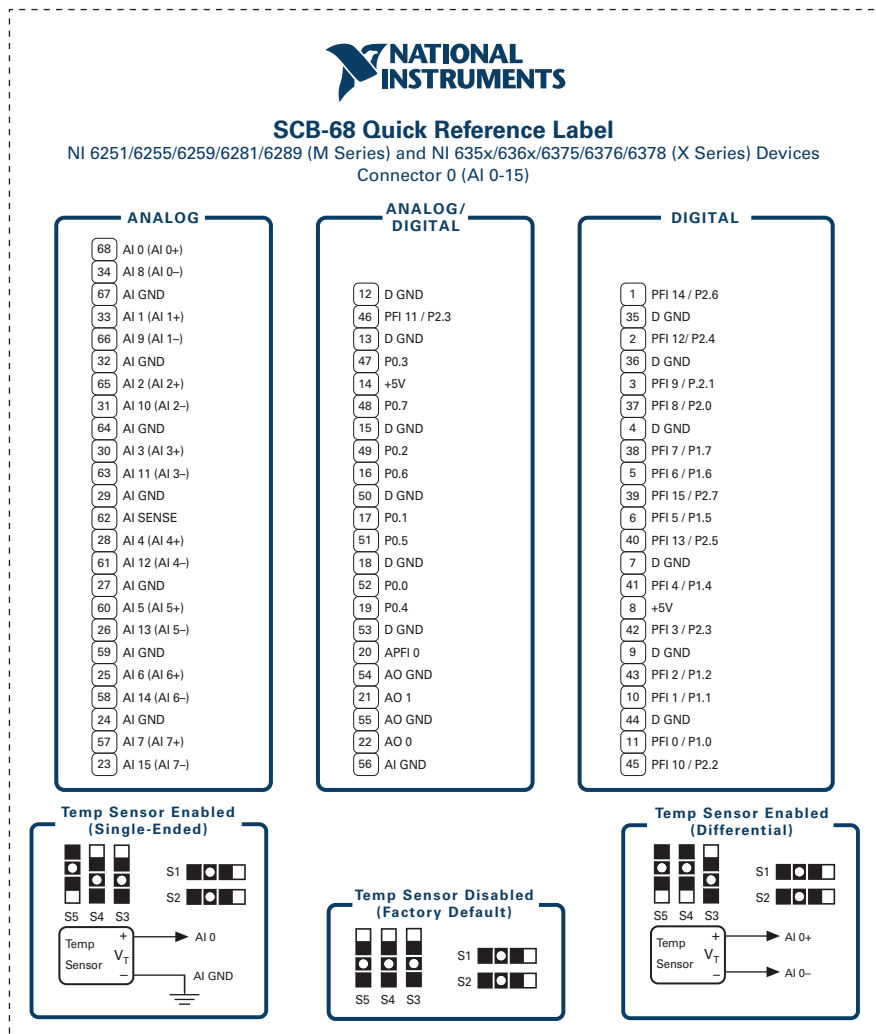 NATIONAL
INSTRUMENTS
SCB-68 Quick Reference Label
NI 6251/6255/6259/6281/6289 (M Series) and NI 635x/636x/6375/6376/6378 (X Series) Devices
Connector 0 (AI 0-15)
ANALOG
68 AI 0 (AI 0+)
34 AI 8 (AI 0–)
67 AI GND
33 AI 1 (AI 1+)
66 AI 9 (AI 1–)
32 AI GND
65 AI 2 (AI 2+)
31 AI 10 (AI 2–)
64 AI GND
30 AI 3 (AI 3+)
63 AI 11 (AI 3–)
29 AI GND
62 AI SENSE
28 AI 4 (AI 4+)
61 AI 12 (AI 4–)
27 AI GND
60 AI 5 (AI 5+)
26 AI 13 (AI 5–)
59 AI GND
25 AI 6 (AI 6+)
58 AI 14 (AI 6–)
24 AI GND
57 AI 7 (AI 7+)
23 AI 15 (AI 7–)
ANALOG/
DIGITAL
12 D GND
46 PFI 11 / P2.3
13 D GND
47 P0.3
14 +5V
48 P0.7
15 D GND
49 P0.2
16 P0.6
50 D GND
17 P0.1
51 P0.5
18 D GND
52 P0.0
19 P0.4
53 D GND
20 APFI 0
54 AO GND
21 AO 1
55 AO GND
22 AO 0
56 AI GND
DIGITAL
1 PFI 14 / P2.6
35 D GND
2 PFI 12/ P2.4
36 D GND
3 PFI 9 / P.2.1
37 PFI 8 / P2.0
4 D GND
38 PFI 7 / P1.7
5 PFI 6 / P1.6
39 PFI 15 / P2.7
6 PFI 5 / P1.5
40 PFI 13 / P2.5
7 D GND
41 PFI 4 / P1.4
8 +5V
42 PFI 3 / P2.3
9 D GND
43 PFI 2 / P1.2
10 PFI 1 / P1.1
44 D GND
11 PFI 0 / P1.0
45 PFI 10 / P2.2
Temp Sensor Enabled
(Single-Ended)
S1
S2
S5 S4 S3
Temp
Sensor
VT
+
–
AI 0
AI GND
Temp Sensor Disabled
(Factory Default)
S1
S2
S5 S4 S3
Temp Sensor Enabled
(Differential)
S1
S2
S5 S4 S3
Temp
Sensor
VT
+
–
AI 0+
AI 0–